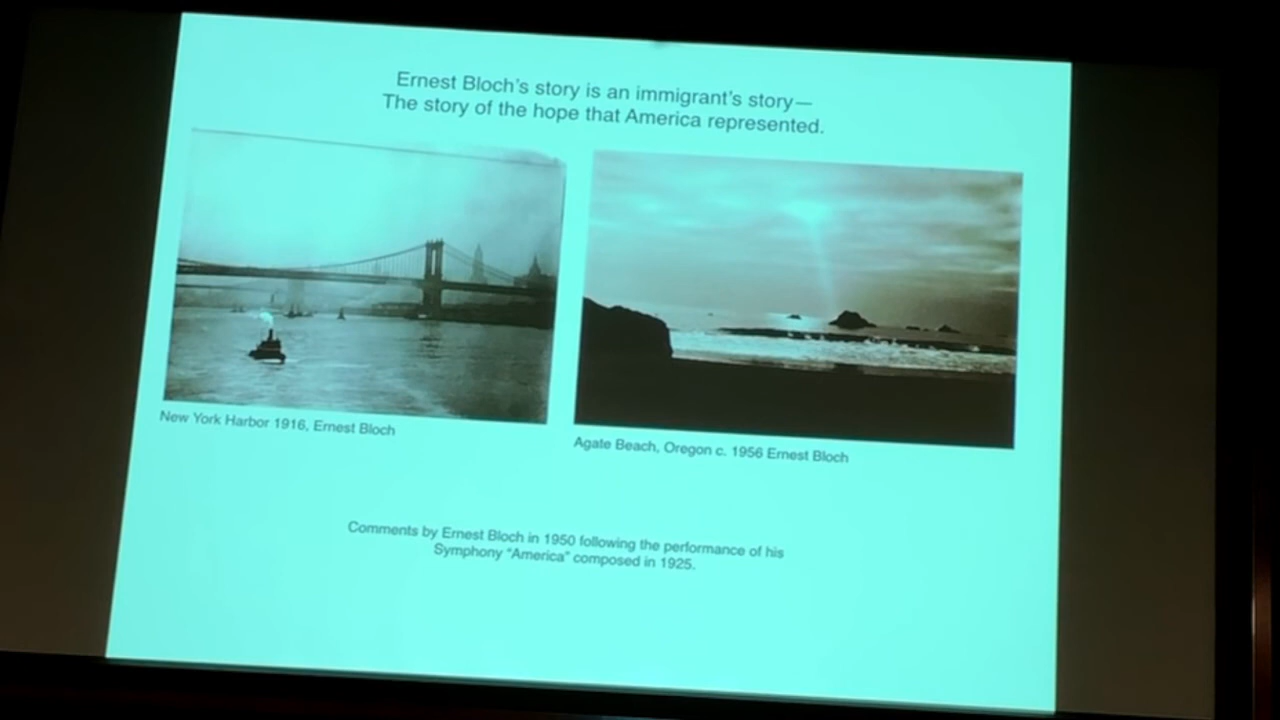 Ernest Bloch's story is an immigrant's story—
The story of the hope that America represented.
New York Harbor 1916, Ernest Bloch
Agate Beach, Oregon c. 1956 Ernest Bloch
Comments by Ernest Bloch in 1950 following the performance of his
Symphony "America" composed in 1925.